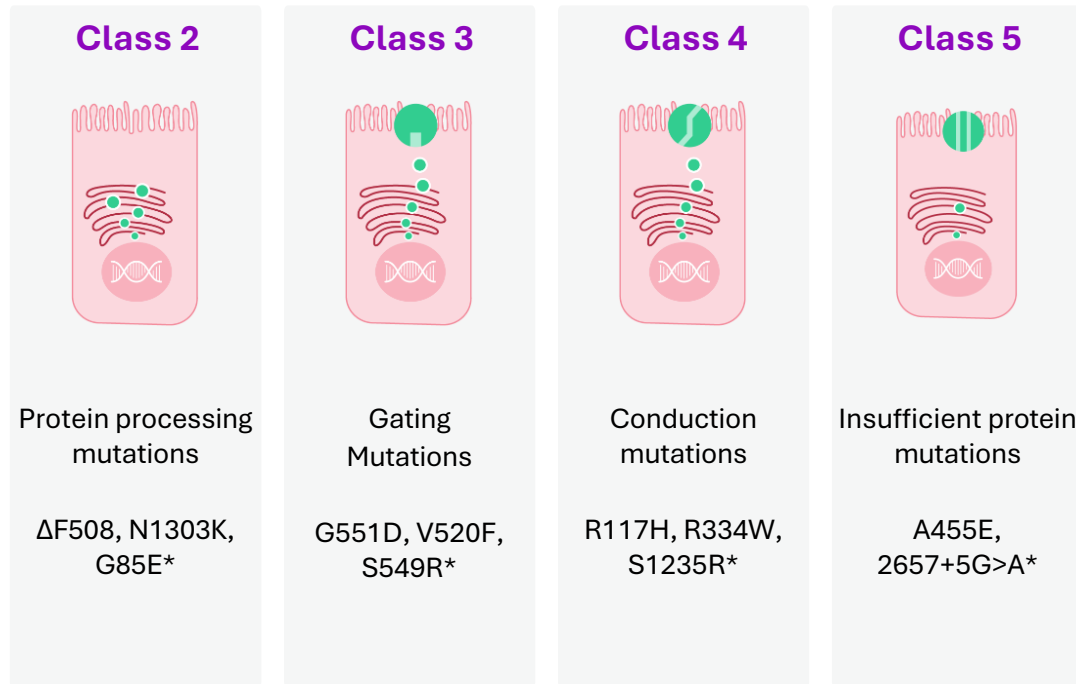 Class 2
Protein processing
mutations
ΔF508, N1303K,
G85E*
Class 3
Gating
Mutations
G551D, V520F,
S549R*
Class 4
Conduction
mutations
R117H, R334W,
S1235R*
Class 5
Insufficient protein
mutations
A455E,
2657+5G>A*